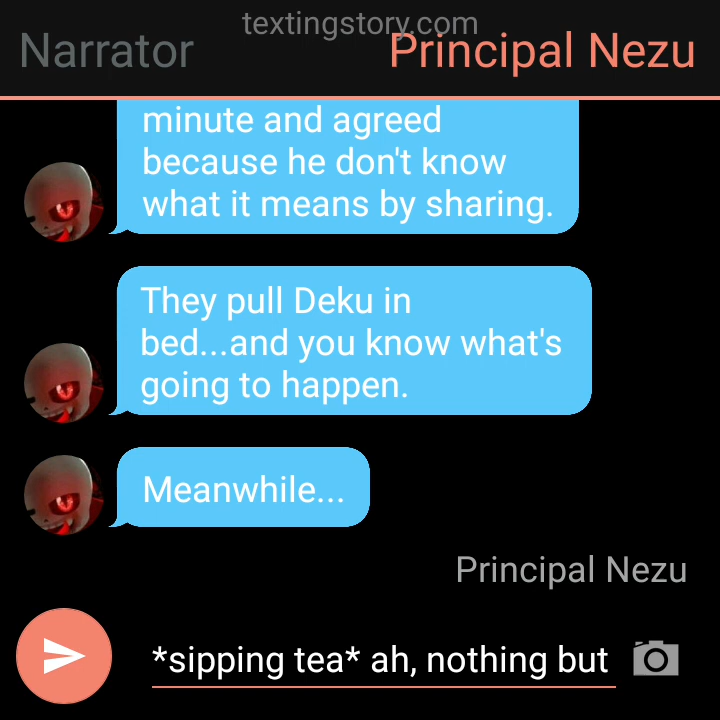 textingstory.com
Narrator
Principal Nezu
minute and agreed
because he don't know
what it means by sharing.
They pull Deku in
bed...and you know what's
going to happen.
Meanwhile...
Principal Nezu
*sipping tea* ah, nothing but